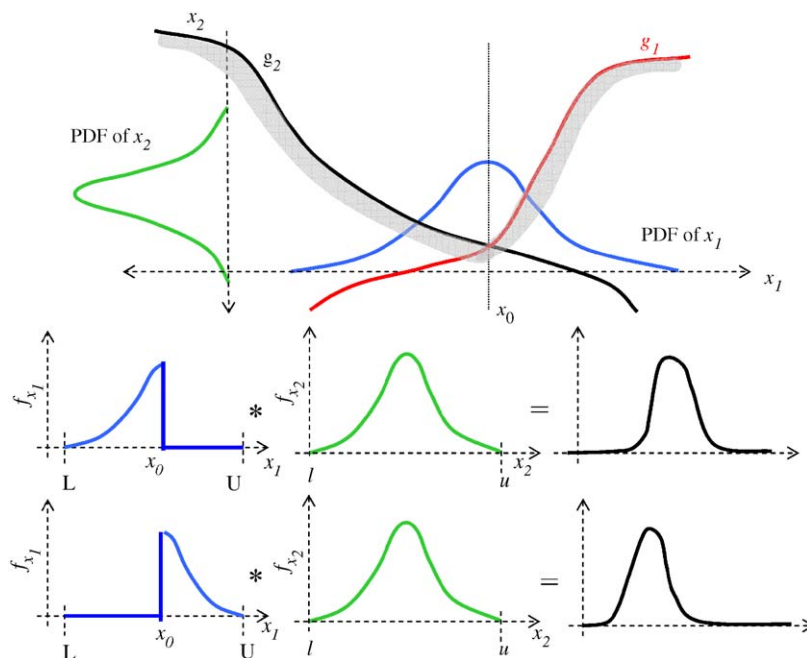 x2
g2
g1
PDF of x2
PDF of x1
x1
x0
fx1
*
fx2
=
x0
x1
x2
L
U
l
u
fx1
*
fx2
=
x0
x1
x2
L
U
l
u